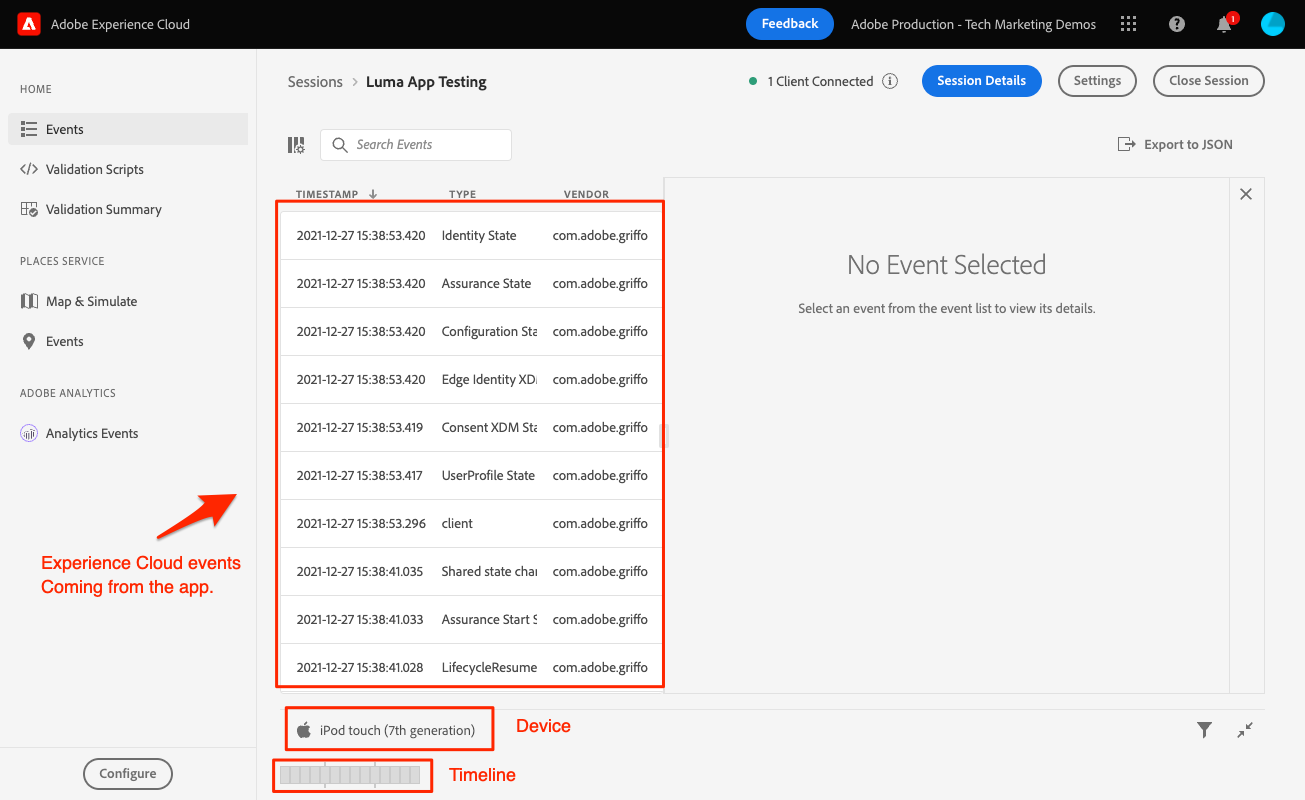 Adobe Experience Cloud
Feedback
Adobe Production - Tech Marketing Demos
1
HOME
Events
Validation Scripts
Validation Summary
PLACES SERVICE
Map & Simulate
Events
ADOBE ANALYTICS
Analytics Events
Experience Cloud events
Coming from the app.
Configure
Sessions > Luma App Testing
1 Client Connected
Session Details
Settings
Close Session
Search Events
Export to JSON
TIMESTAMP TYPE VENDOR
2021-12-27 15:38:53.420 Identity State com.adobe.griffo
2021-12-27 15:38:53.420 Assurance State com.adobe.griffo
2021-12-27 15:38:53.420 Configuration Sta com.adobe.griffo
2021-12-27 15:38:53.420 Edge Identity XD com.adobe.griffo
2021-12-27 15:38:53.419 Consent XDM Sta com.adobe.griffo
2021-12-27 15:38:53.417 UserProfile State com.adobe.griffo
2021-12-27 15:38:53.296 client com.adobe.griffo
2021-12-27 15:38:41.035 Shared state cha com.adobe.griffo
2021-12-27 15:38:41.033 Assurance Start S com.adobe.griffo
2021-12-27 15:38:41.028 LifecycleResume com.adobe.griffo
No Event Selected
Select an event from the event list to view its details.
iPod touch (7th generation)
Device
Timeline